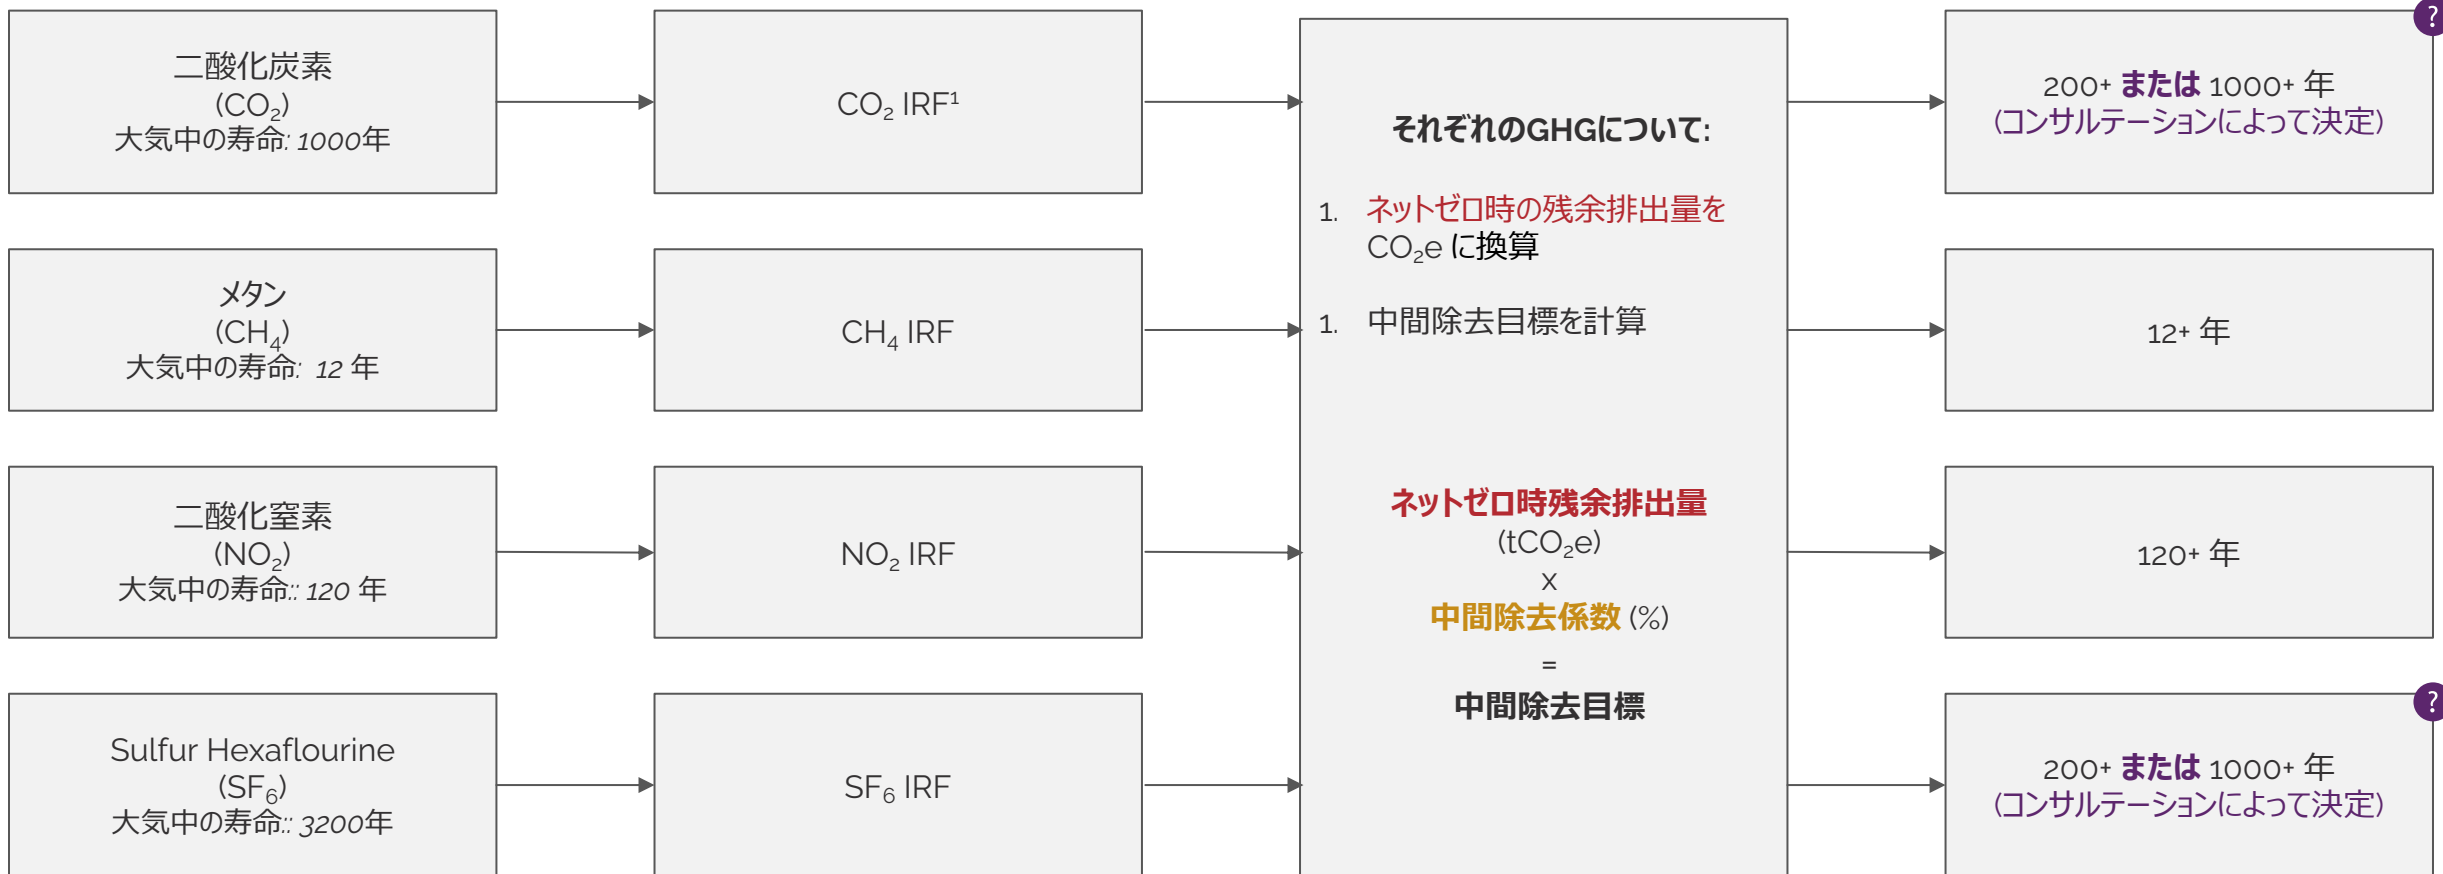 二酸化炭素
(CO₂)
大気中の寿命: 1000年
CO₂ IRF¹
メタン
(CH₄)
大気中の寿命: 12 年
CH₄ IRF
二酸化窒素
(NO₂)
大気中の寿命:: 120 年
NO₂ IRF
Sulfur Hexaflourine
(SF₆)
大気中の寿命:: 3200年
SF₆ IRF
それぞれのGHGについて:
1. ネットゼロ時の残余排出量を
CO₂e に換算
1. 中間除去目標を計算
ネットゼロ時残余排出量
(tCO₂e)
x
中間除去係数 (%)
=
中間除去目標
?
200+ または 1000+ 年
(コンサルテーションによって決定)
12+ 年
120+ 年
?
200+ または 1000+ 年
(コンサルテーションによって決定)